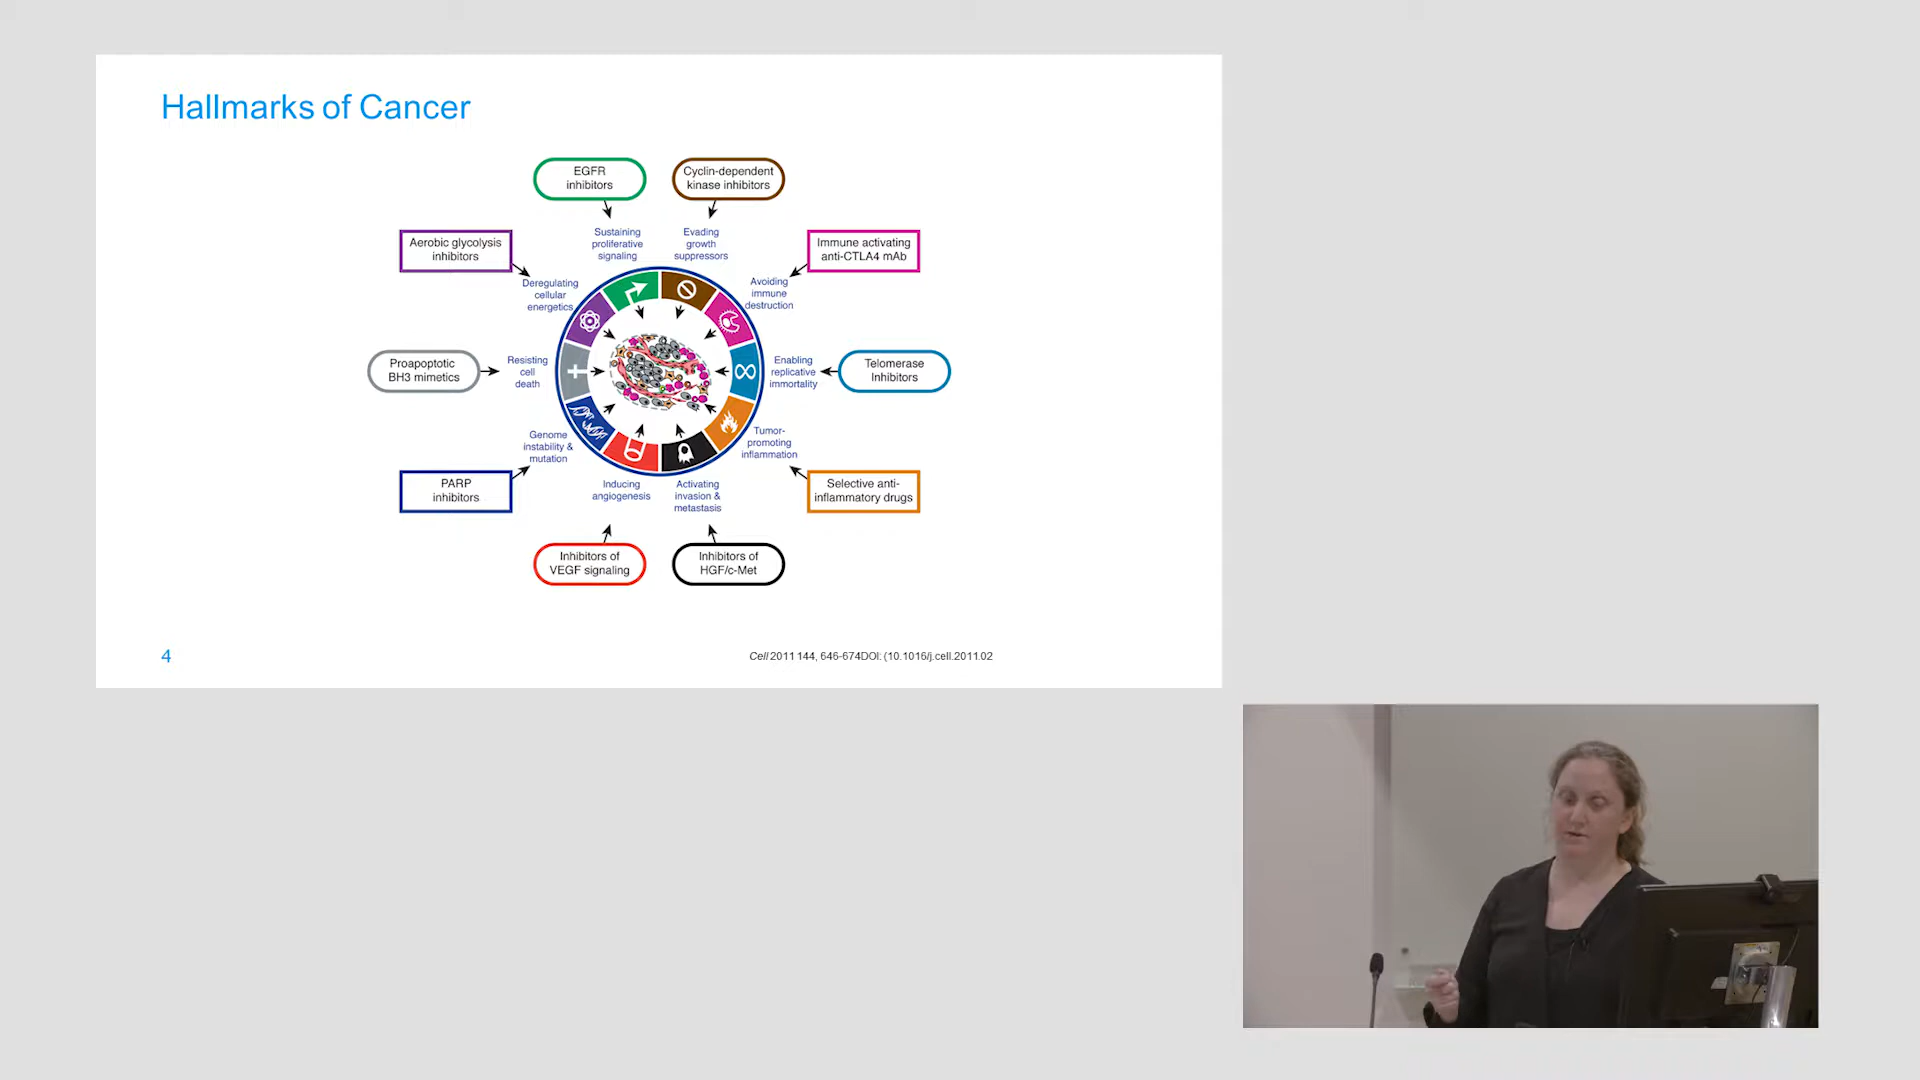 Hallmarks of Cancer
EGFR
inhibitors
Cyclin-dependent
kinase inhibitors
Sustaining
proliferative
signaling
Evading
growth
suppressors
Aerobic glycolysis
inhibitors
Immune activating
anti-CTLA4 mAb
Deregulating
cellular
energetics
Avoiding
immune
destruction
Proapoptotic
BH3 mimetics
Resisting
cell
death
Enabling
replicative
immortality
Telomerase
Inhibitors
Genome
instability &
mutation
Tumor-
promoting
inflammation
PARP
inhibitors
Inducing
angiogenesis
Activating
invasion &
metastasis
Selective anti-
inflammatory drugs
Inhibitors of
VEGF signaling
Inhibitors of
HGF/c-Met
4
Cell 2011 144, 646-674DOI: (10.1016/j.cell.2011.02